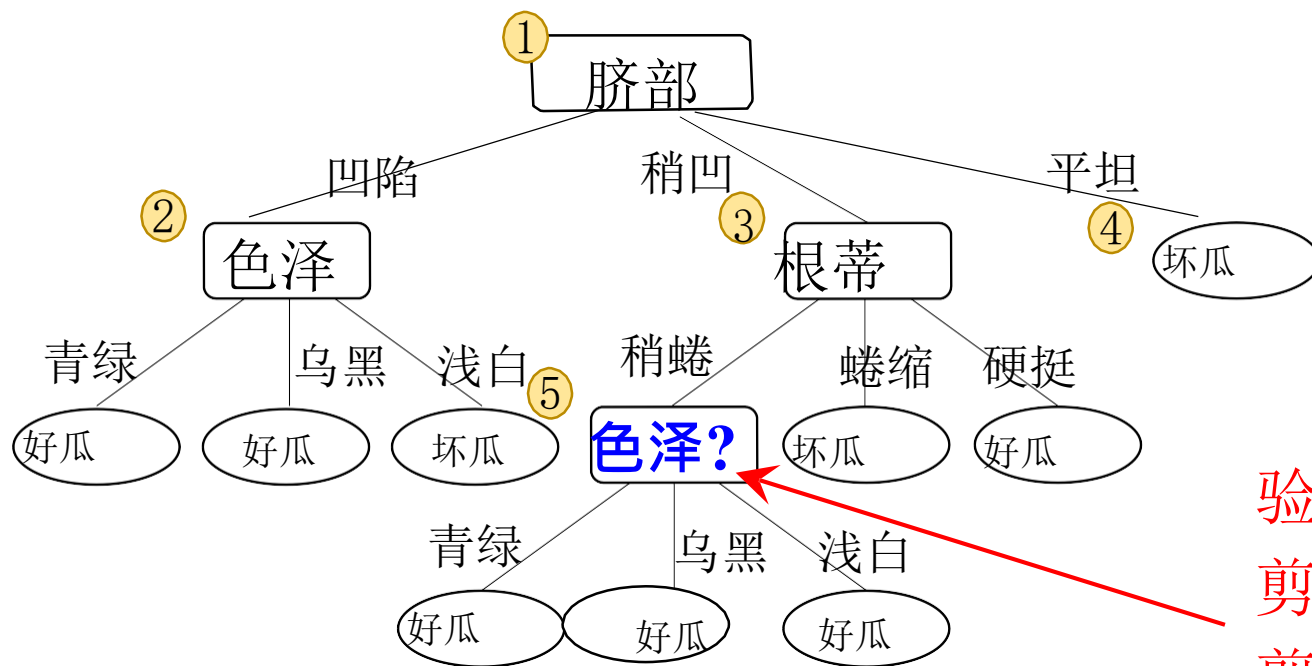 ①
脐部
凹陷
稍凹
平坦
②
色泽
③
根蒂
④
坏瓜
青绿
乌黑
浅白
稍蜷
蜷缩
硬挺
好瓜
好瓜
坏瓜
⑤
色泽?
坏瓜
好瓜
青绿
乌黑
浅白
好瓜
好瓜
好瓜
验
剪